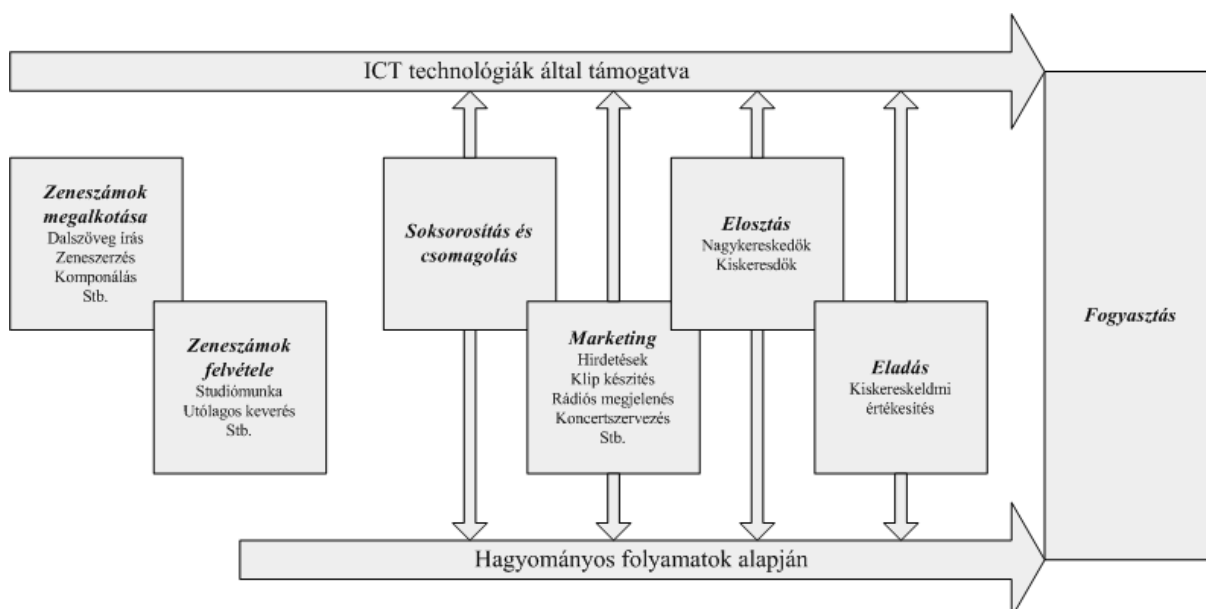 ICT technológiák által támogatva
Zeneszámok
megalkotása
Dalszöveg írás
Zeneszerzés
Komponálás
Stb.
Zeneszámok
felvétele
Studiómunka
Utólagos keverés
Stb.
Soksorosítás és
csomagolás
Marketing
Hirdetések
Klip készítés
Rádiós megjelenés
Koncertszervezés
Stb.
Elosztás
Nagykereskedők
Kiskeresdők
Eladás
Kiskereskeldmi
értékesítés
Fogyasztás
Hagyományos folyamatok alapján